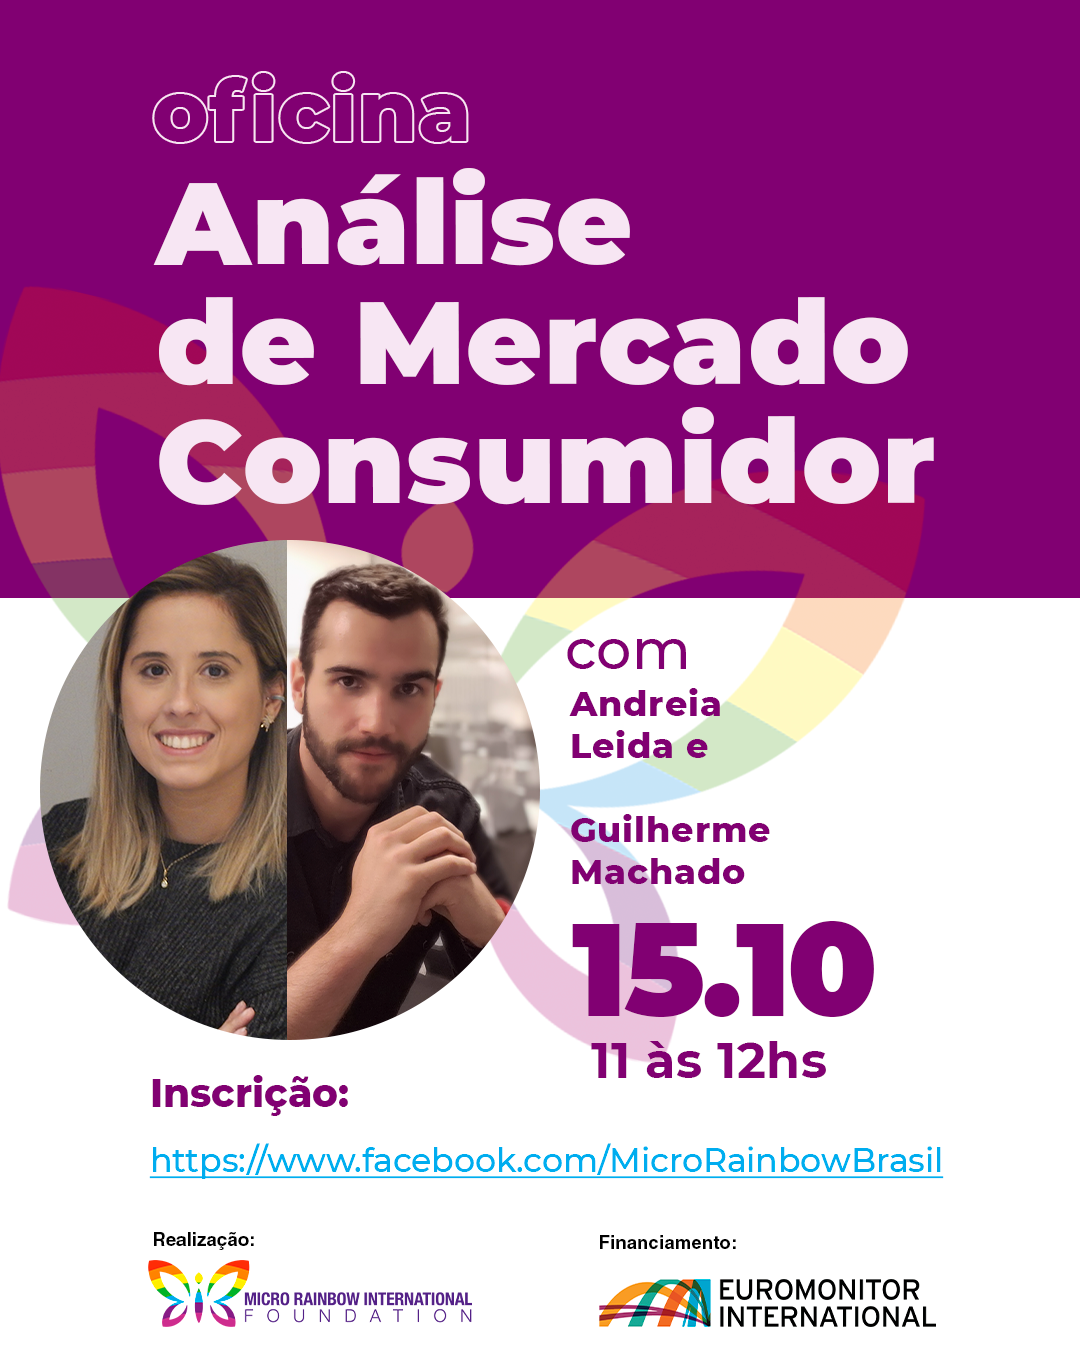 oficina
Análise
de Mercado
Consumidor
com
Andreia
Leida e
Guilherme
Machado
15.10
11 às 12hs
Inscrição:
https://www.facebook.com/MicroRainbowBrasil
Realização:
MICRO RAINBOW INTERNATIONAL
FOUNDATION
Financiamento:
EUROMONITOR
INTERNATIONAL